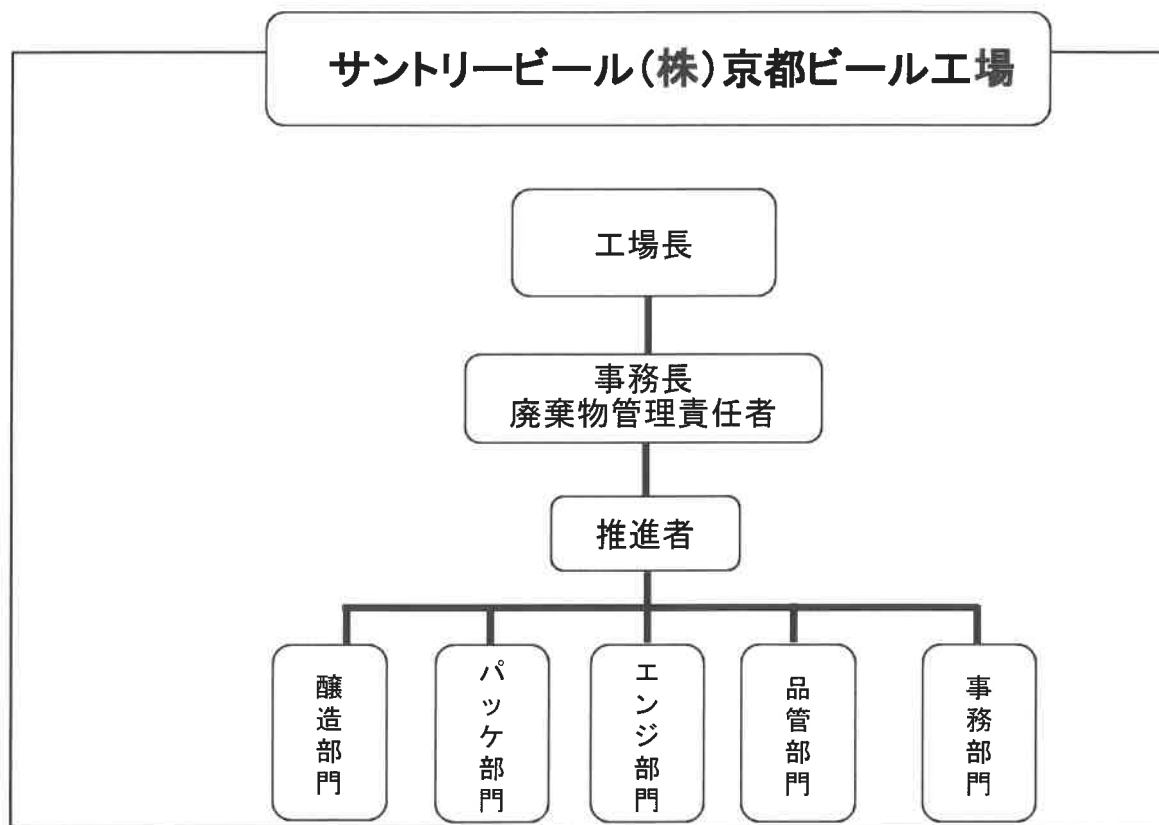 サントリービール(株)京都ビール工場
工場長
事務長
廃棄物管理責任者
推進者
醸造部門
パッケ部門
エンジ部門
品管部門
事務部門